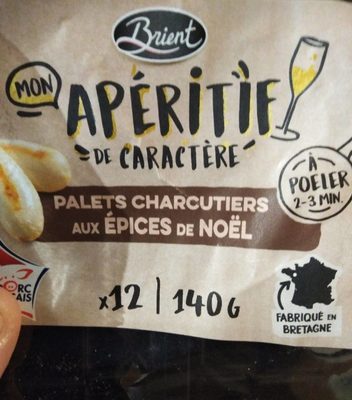 Brient
MON
APÉRITIF
DE CARACTÈRE
À
POÊLER
2-3 MIN.
PALETS CHARCUTIERS
AUX ÉPICES DE NOËL
x12 | 140G
FABRIQUÉ EN
BRETAGNE